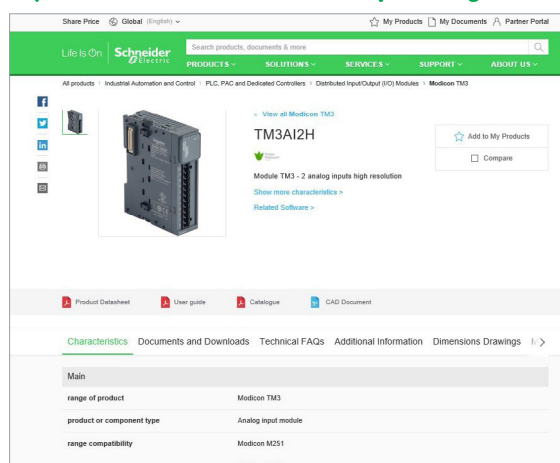 Share Price Global (English) My Products My Documents Partner Portal
Life Is On Schneider Electric
Search products, documents & more
PRODUCTS SOLUTIONS SERVICES SUPPORT ABOUT US
All products Industrial Automation and Control PLC, PAC and Dedicated Controllers Distributed Input/Output (I/O) Modules Modicon TM3
< View all Modicon TM3
TM3AI2H
Add to My Products
Compare
Module TM3 - 2 analog inputs high resolution
Show more characteristics >
Related Software >
Product Datasheet User guide Catalogue CAD Document
Characteristics Documents and Downloads Technical FAQs Additional Information Dimensions Drawings
Main
range of product Modicon TM3
product or component type Analog input module
range compatibility Modicon M251